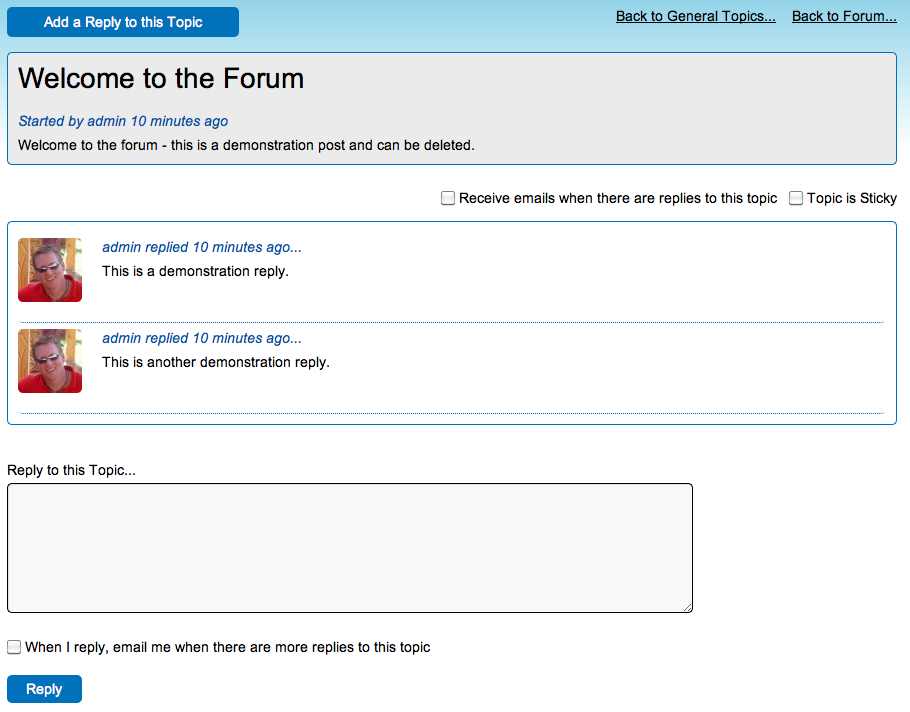 Add a Reply to this Topic
Back to General Topics... Back to Forum...
Welcome to the Forum
Started by admin 10 minutes ago
Welcome to the forum - this is a demonstration post and can be deleted.
Receive emails when there are replies to this topic Topic is Sticky
admin replied 10 minutes ago...
This is a demonstration reply.
admin replied 10 minutes ago...
This is another demonstration reply.
Reply to this Topic...
When I reply, email me when there are more replies to this topic
Reply